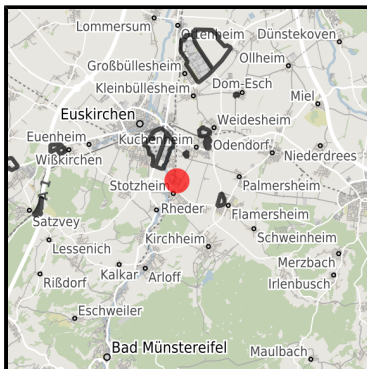 Lommersum
Ottenheim
Dünstekoven
Ollheim
Großbüllesheim
Kleinbüllesheim
Dom-Esch
Miel
Euskirchen
Weidesheim
Euenheim
Kuchenheim
Odendorf
Wißkirchen
Niederdrees
Stotzheim
Palmersheim
Rheder
Satzvey
Flamersheim
Lessenich
Kirchheim
Schweinheim
Merzbach
Rißdorf
Kalkar
Arloff
Irlenbusch
Eschweiler
Bad Münstereifel
Maulbach